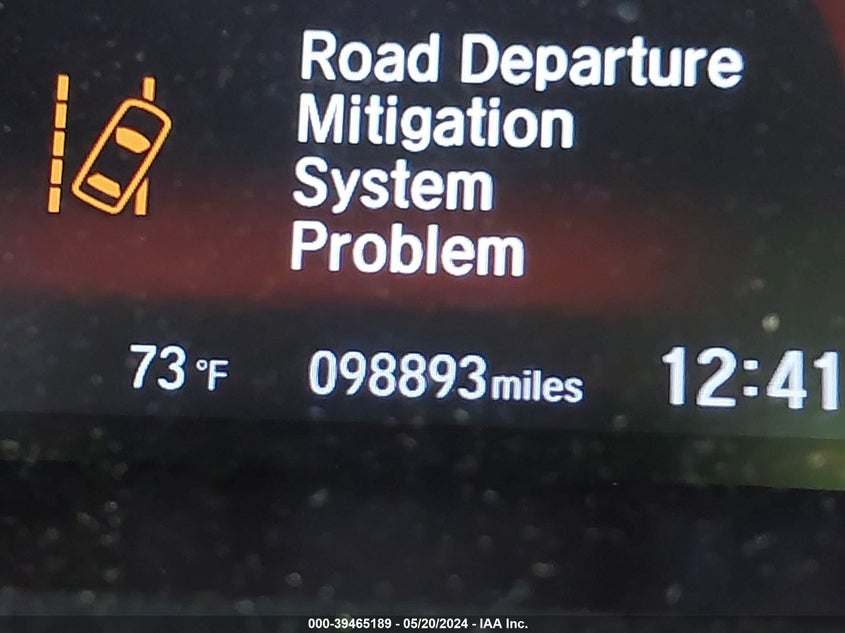 Road Departure
Mitigation
System
Problem
73 °F 098893 miles 12:41
000-39465189 - 05/20/2024 - IAA Inc.